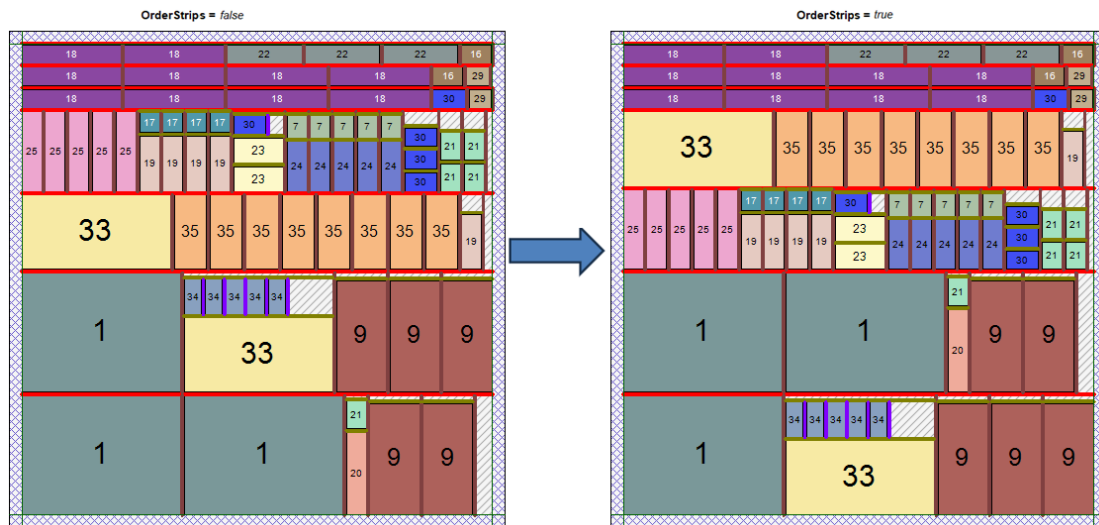 OrderStrips = false
18 18 22 22 22 16
18 18 18 18 16 29
18 18 18 18 30 29
17 17 17 17 30 7 7 7 7 7
30 21 21
25 25 25 25 25 23
19 19 19 19 24 24 24 24 24 30
21 21
23 30
33 35 35 35 35 35 35 35 35
19
34 34 34 34 34
1 9 9 9
33
21
1 1 9 9
20
OrderStrips = true
18 18 22 22 22 16
18 18 18 18 16 29
18 18 18 18 30 29
33 35 35 35 35 35 35 35 35
19
17 17 17 17 30 7 7 7 7 7
30
25 25 25 25 25 23 21 21
19 19 19 19 24 24 24 24 24 30
23 30 21 21
21
1 1 9 9
20
34 34 34 34 34
1 9 9 9
33